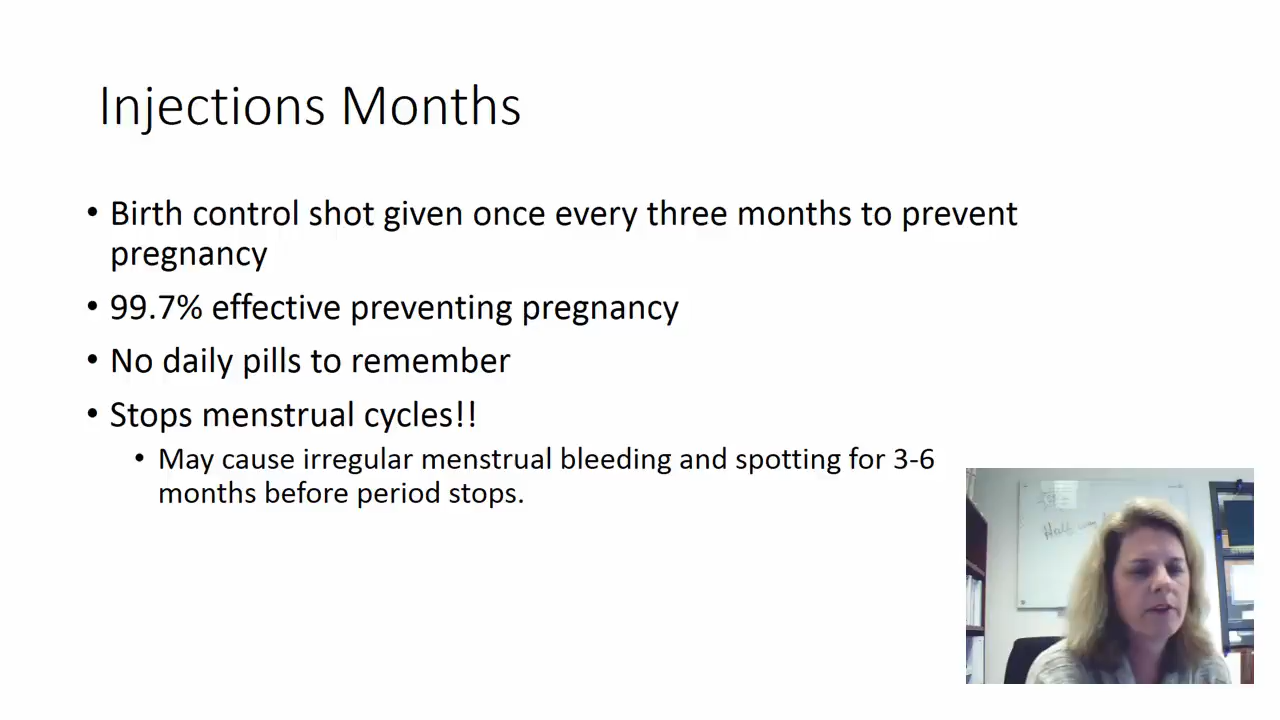 Injections Months
• Birth control shot given once every three months to prevent
pregnancy
• 99.7% effective preventing pregnancy
• No daily pills to remember
• Stops menstrual cycles!!
• May cause irregular menstrual bleeding and spotting for 3-6
months before period stops.